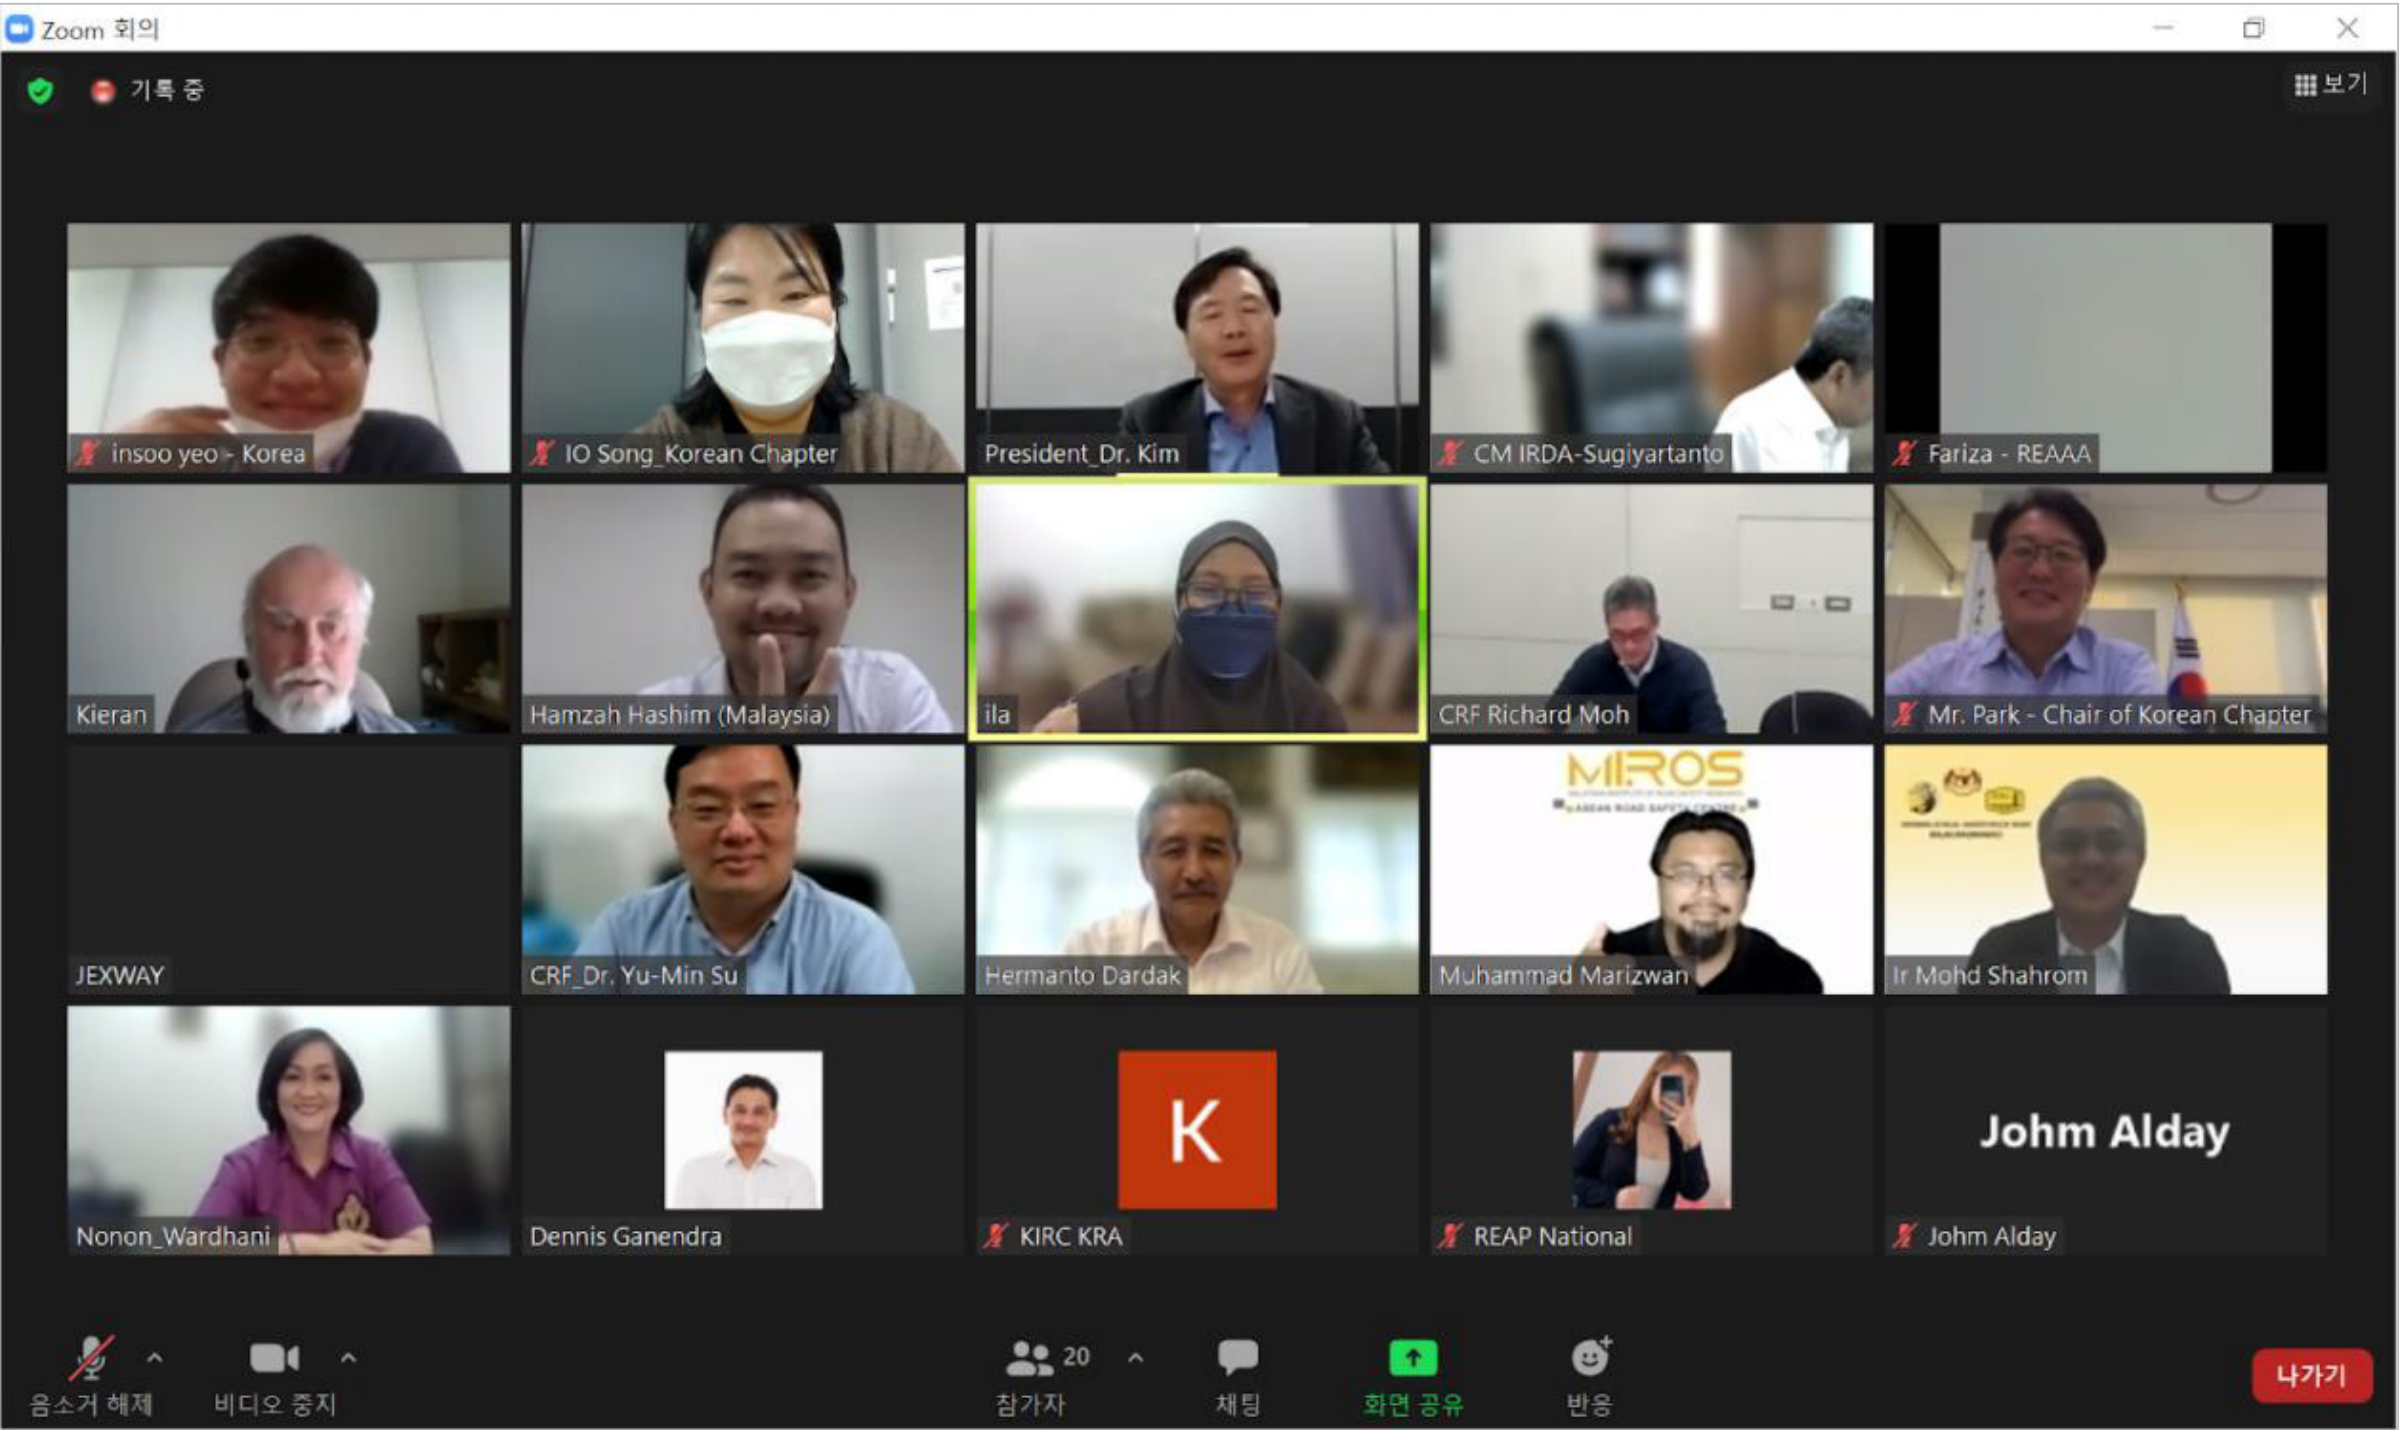 Zoom 회의
기록 중
보기
insoo yeo - Korea
IO Song_Korean Chapter
President_Dr. Kim
CM IRDA-Sugiyartanto
Fariza - REAAA
Kieran
Hamzah Hashim (Malaysia)
ila
CRF Richard Moh
Mr. Park - Chair of Korean Chapter
MIROS
ASEAN ROAD SAFETY CENTRE
JEXWAY
CRF_Dr. Yu-Min Su
Hermanto Dardak
Muhammad Marizwan
Ir Mohd Shahrom
K
Johm Alday
Nonon_Wardhani
Dennis Ganendra
KIRC KRA
REAP National
Johm Alday
20
음소거 해제
비디오 중지
참가자
채팅
화면 공유
반응
나가기